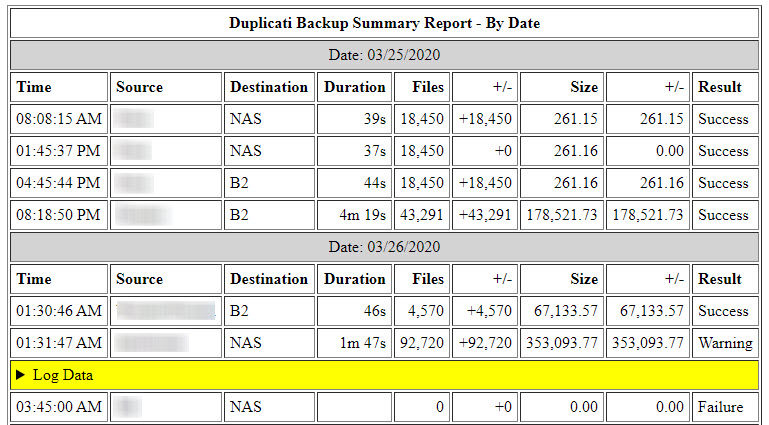 Duplicati Backup Summary Report - By Date
Date: 03/25/2020
Time Source Destination Duration Files +/- Size +/- Result
08:08:15 AM NAS 39s 18,450 +18,450 261.15 261.15 Success
01:45:37 PM NAS 37s 18,450 +0 261.16 0.00 Success
04:45:44 PM B2 44s 18,450 +18,450 261.16 261.16 Success
08:18:50 PM B2 4m 19s 43,291 +43,291 178,521.73 178,521.73 Success
Date: 03/26/2020
Time Source Destination Duration Files +/- Size +/- Result
01:30:46 AM B2 46s 4,570 +4,570 67,133.57 67,133.57 Success
01:31:47 AM NAS 1m 47s 92,720 +92,720 353,093.77 353,093.77 Warning
▶ Log Data
03:45:00 AM NAS 0 +0 0.00 0.00 Failure